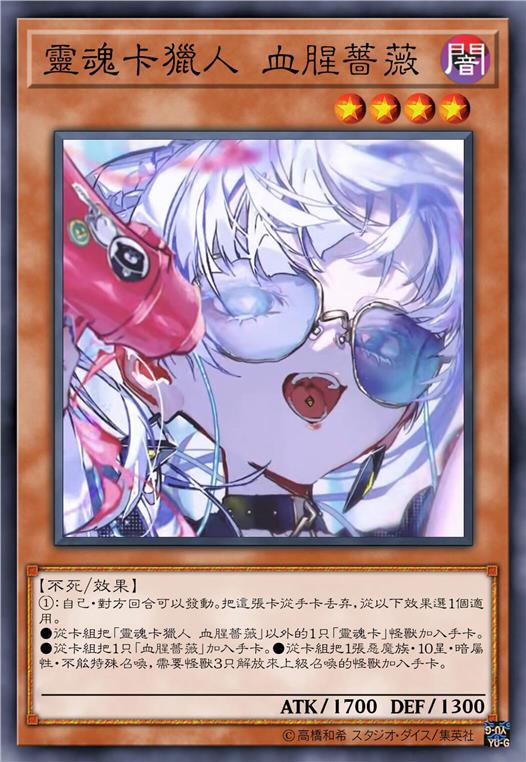 靈魂卡獵人 血腥薔薇
闇
【不死/效果】
①:自己·對方回合可以發動。把這張卡從手卡丟弃,從以下效果選1個適
用。
●從卡組把「靈魂卡獵人 血腥薔薇」以外的1只「靈魂卡」怪獸加入手卡。
●從卡組把1只「血腥薔薇」加入手卡。●從卡組把1張惡魔族·10星·暗屬
性·不能特殊召喚,需要怪獸3只解放來上級召喚的怪獸加入手卡。
ATK/1700 DEF/1300
©高橋和希 スタジオ·ダイス/集英社
YU-G